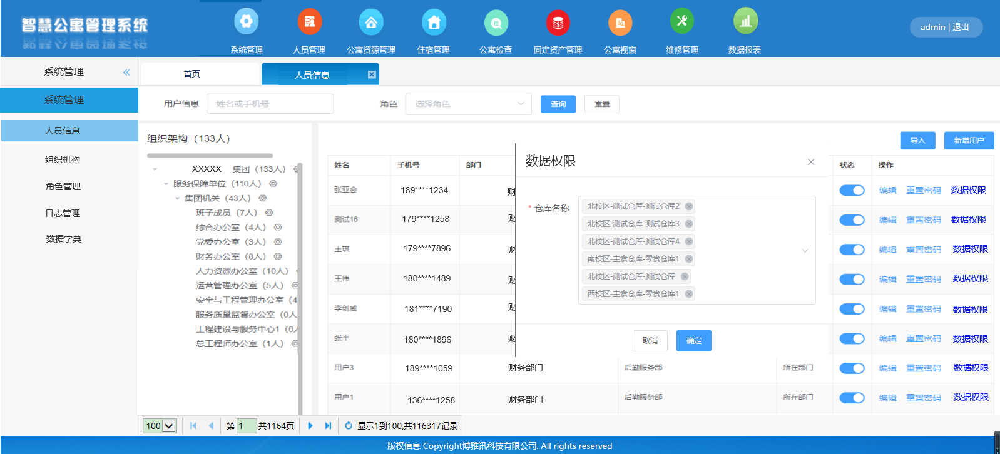 智慧公寓管理系统
系统管理 人员管理 公寓资源管理 住宿管理 公寓检查 固定资产管理 公寓视窗 维修管理 数据报表
admin | 退出
系统管理 «
首页 人员信息
系统管理
用户信息 姓名或手机号 角色 选择角色 查询 重置
人员信息
组织机构
角色管理
日志管理
数据字典
组织架构（133人）
XXXXX 集团（133人）
服务保障单位（110人）
集团机关（43人）
班子成员（7人）
综合办公室（4人）
党委办公室（3人）
财务办公室（8人）
人力资源办公室（10人）
运营管理办公室（5人）
安全与工程管理办公室（4
服务质量监督办公室（0人
工程建设与服务中心1（0人
总工程师办公室（1人）
导入 新增用户
姓名 手机号 部门 状态 操作
张亚会 189****1234 财 编辑 重置密码 数据权限
测试16 179****1258 财 编辑 重置密码 数据权限
王琪 179****7896 财 编辑 重置密码 数据权限
王伟 180****1489 财 编辑 重置密码 数据权限
李创威 181****7190 财 编辑 重置密码 数据权限
张平 180****1896 财 编辑 重置密码 数据权限
用户3 189****1059 财务部门 后勤服务部 所在部门 编辑 重置密码 数据权限
用户1 136****1258 财务部门 后勤服务部 所在部门 编辑 重置密码 数据权限
数据权限
* 仓库名称
北校区-测试仓库-测试仓库2
北校区-测试仓库-测试仓库3
北校区-测试仓库-测试仓库4
南校区-主食仓库-零食仓库1
北校区-测试仓库-测试仓库
西校区-主食仓库-零食仓库1
取消 确定
100 第 1 共1164页 显示1到100,共116317记录
版权信息 Copyright博雅讯科技有限公司. All rights reserved